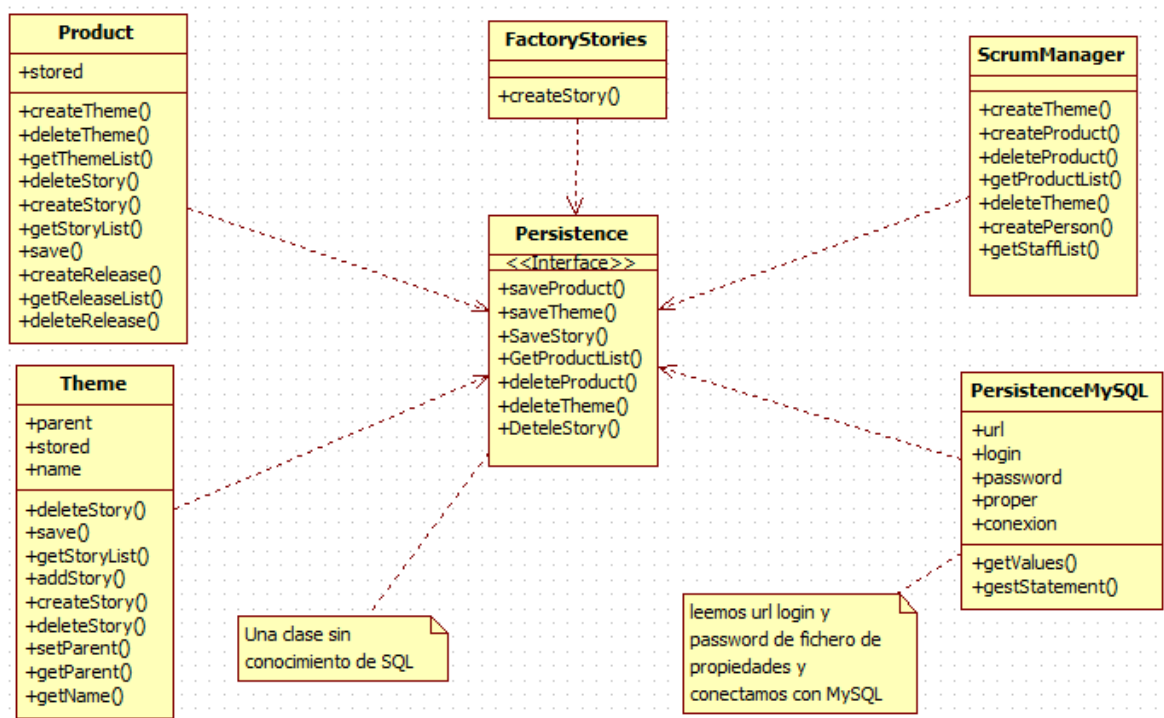 Product
+stored
+createTheme()
+deleteTheme()
+getThemeList()
+deleteStory()
+createStory()
+getStoryList()
+save()
+createRelease()
+getReleaseList()
+deleteRelease()
FactoryStories
+createStory()
ScrumManager
+createTheme()
+createProduct()
+deleteProduct()
+getProductList()
+deleteTheme()
+createPerson()
+getStaffList()
Persistence
<<Interface>>
+saveProduct()
+saveTheme()
+SaveStory()
+GetProductList()
+deleteProduct()
+deleteTheme()
+DeteleStory()
Theme
+parent
+stored
+name
+deleteStory()
+save()
+getStoryList()
+addStory()
+createStory()
+deleteStory()
+setParent()
+getParent()
+getName()
PersistenceMySQL
+url
+login
+password
+proper
+conexion
+getValues()
+gestStatement()
Una clase sin
conocimiento de SQL
leemos url login y
password de fichero de
propiedades y
conectamos con MySQL